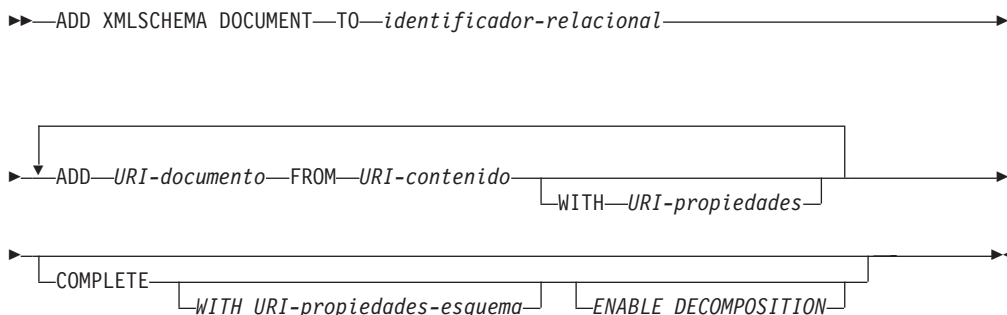 ADD XMLSCHEMA DOCUMENT TO identificador-relacional
ADD URI-documento FROM URI-contenido
WITH URI-propiedades
COMPLETE
WITH URI-propiedades-esquema ENABLE DECOMPOSITION